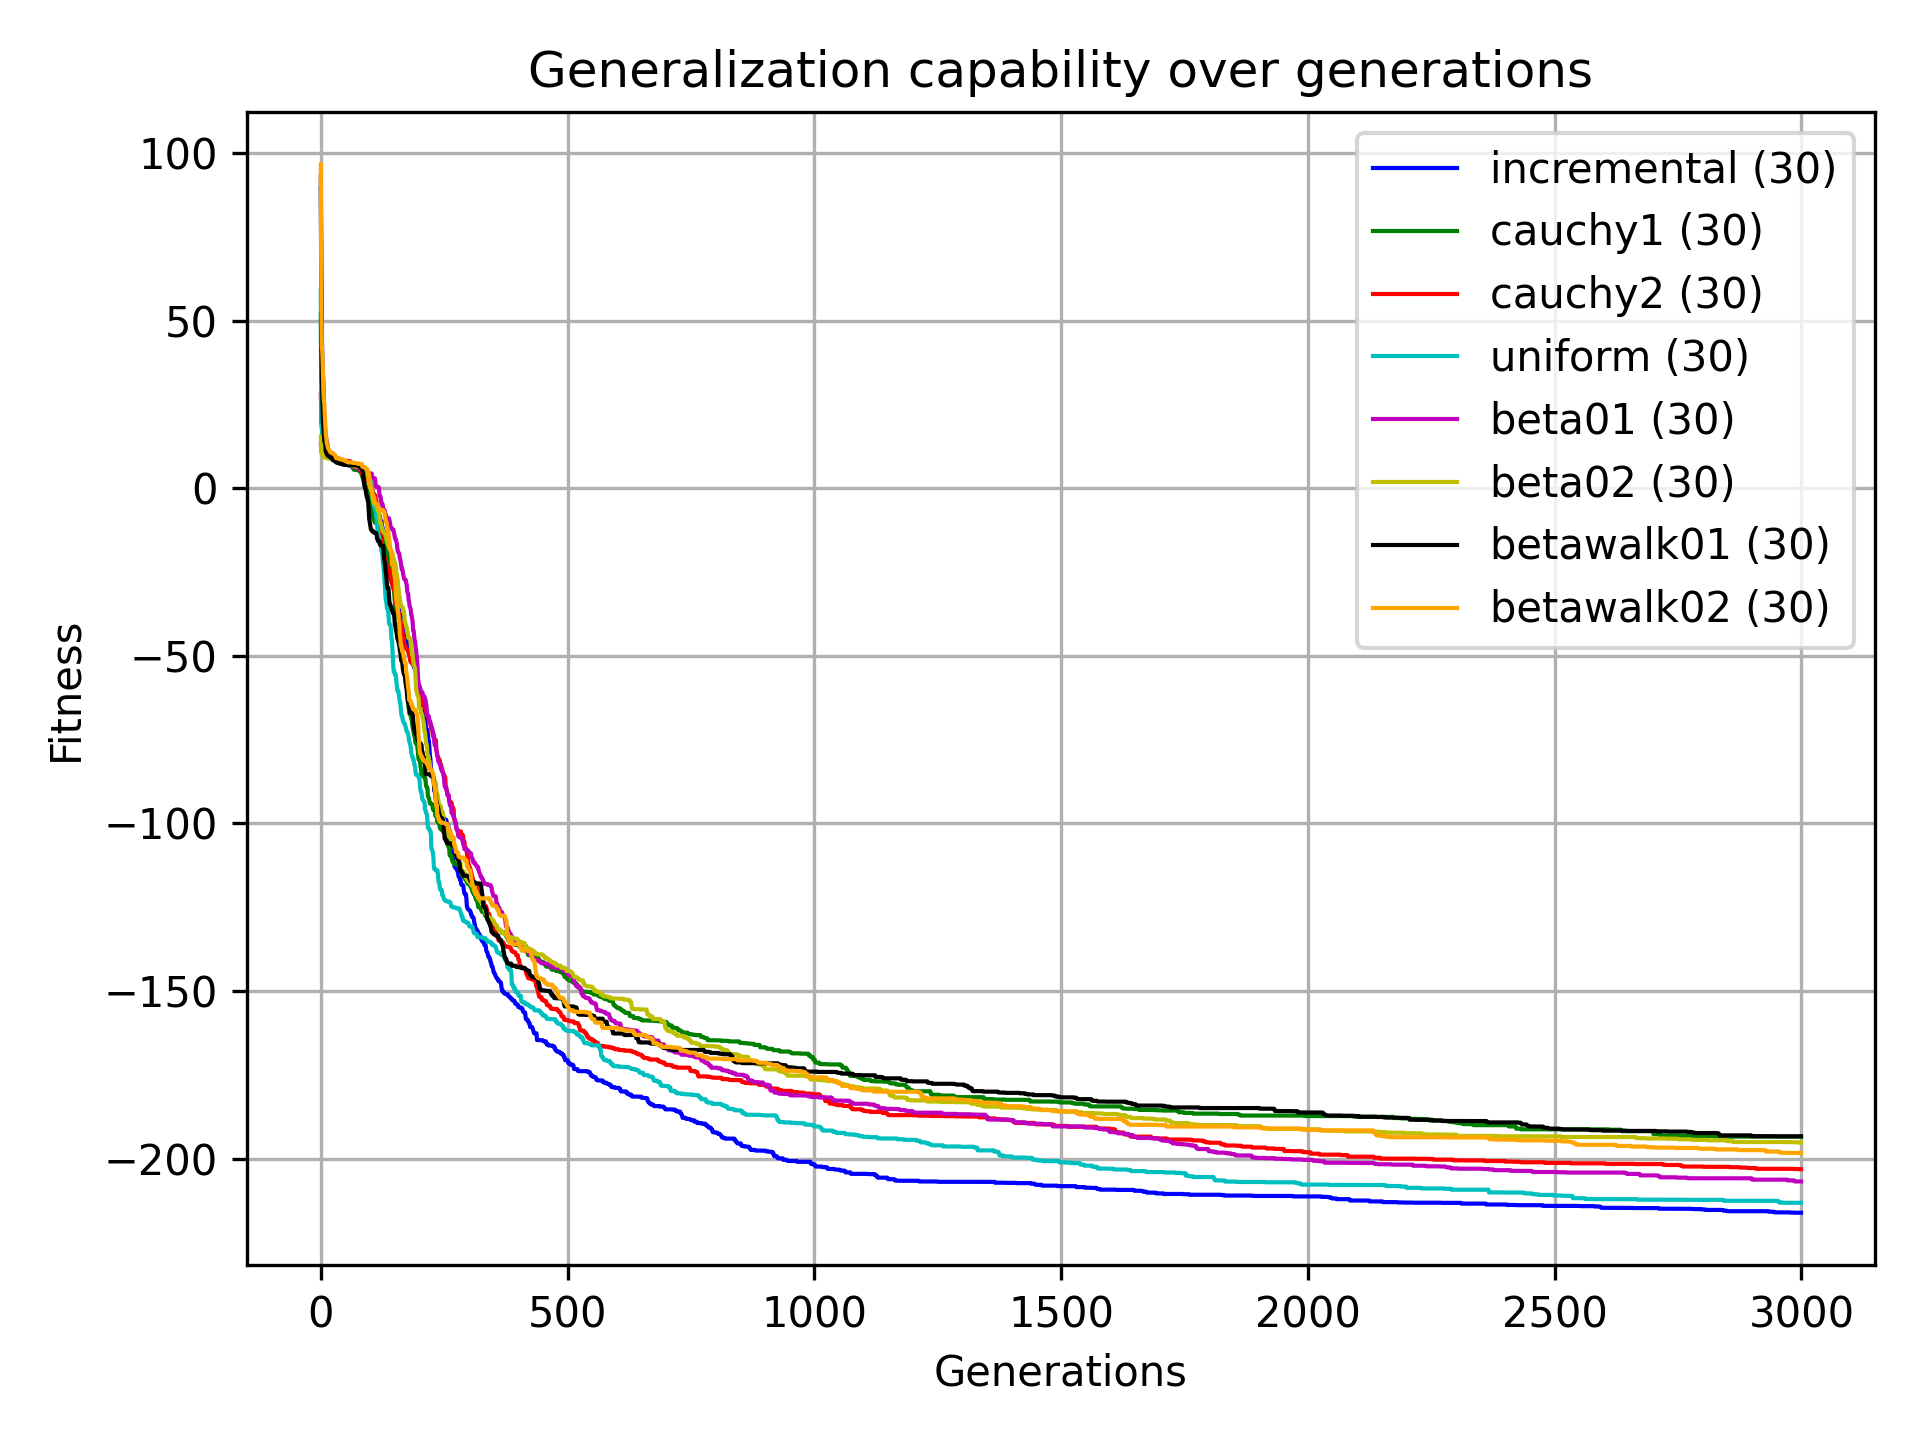 Generalization capability over generations
100
50
0
−50
−100
−150
−200
Fitness
incremental (30)
cauchy1 (30)
cauchy2 (30)
uniform (30)
beta01 (30)
beta02 (30)
betawalk01 (30)
betawalk02 (30)
0 500 1000 1500 2000 2500 3000
Generations